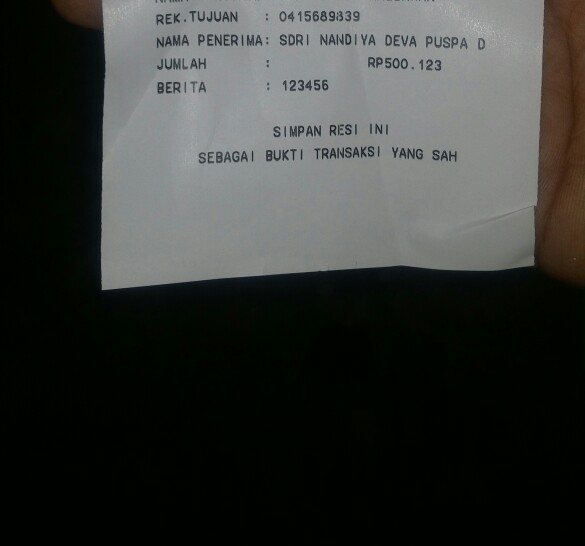 REK.TUJUAN : 0415689839
NAMA PENERIMA: SDRI NANDIYA DEVA PUSPA D
JUMLAH : RP500.123
BERITA : 123456
SIMPAN RESI INI
SEBAGAI BUKTI TRANSAKSI YANG SAH